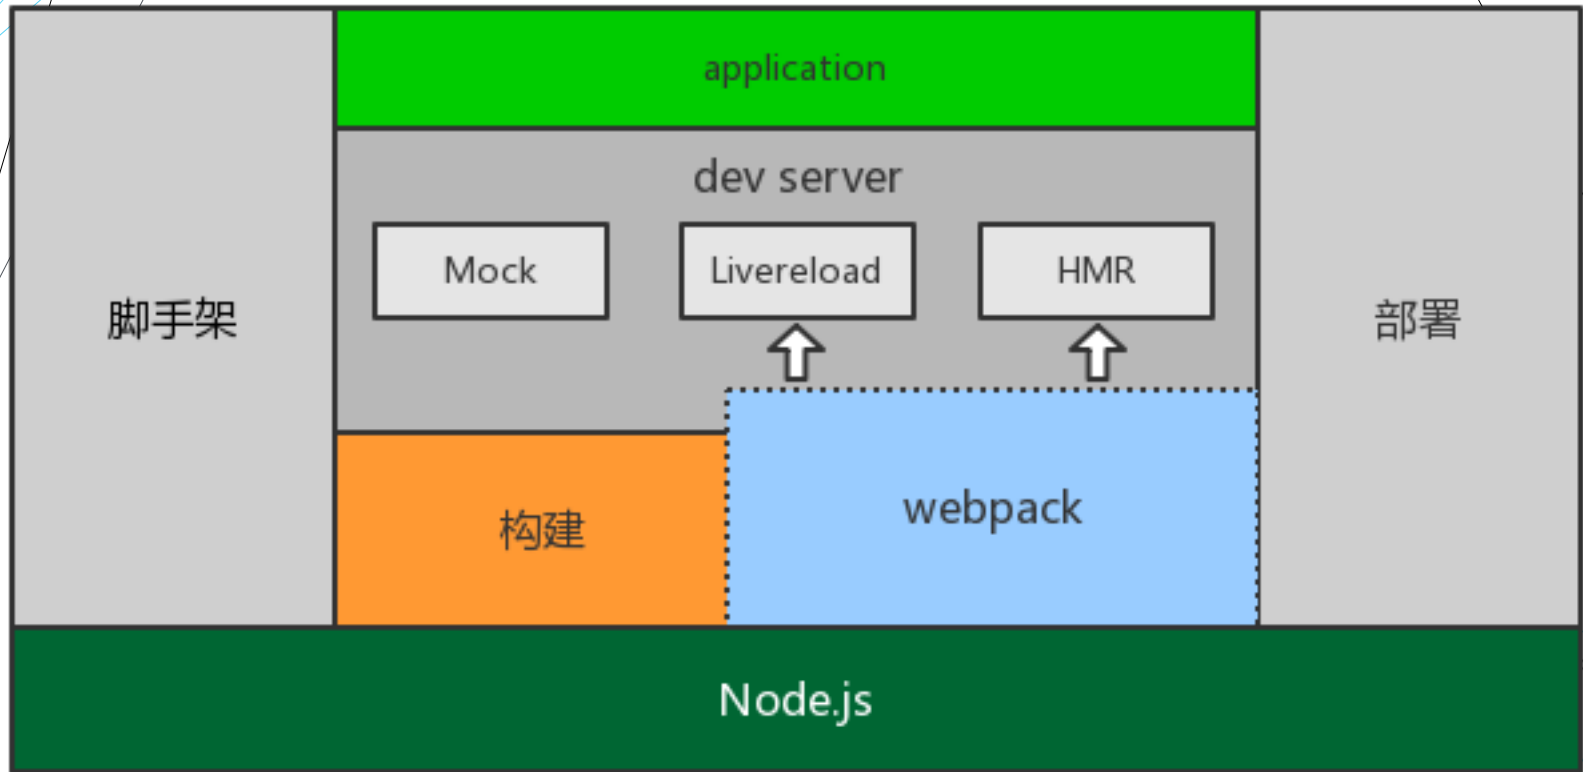 application
dev server
Mock
Livereload
HMR
脚手架
部署
构建
webpack
Node.js